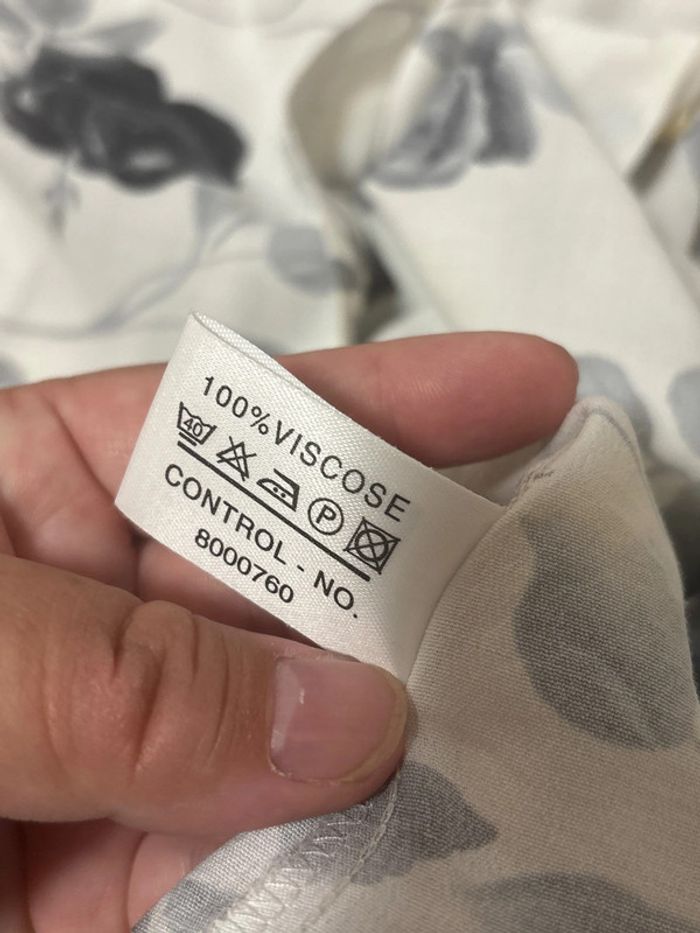 100% VISCOSE
40 P
CONTROL - NO.
8000760